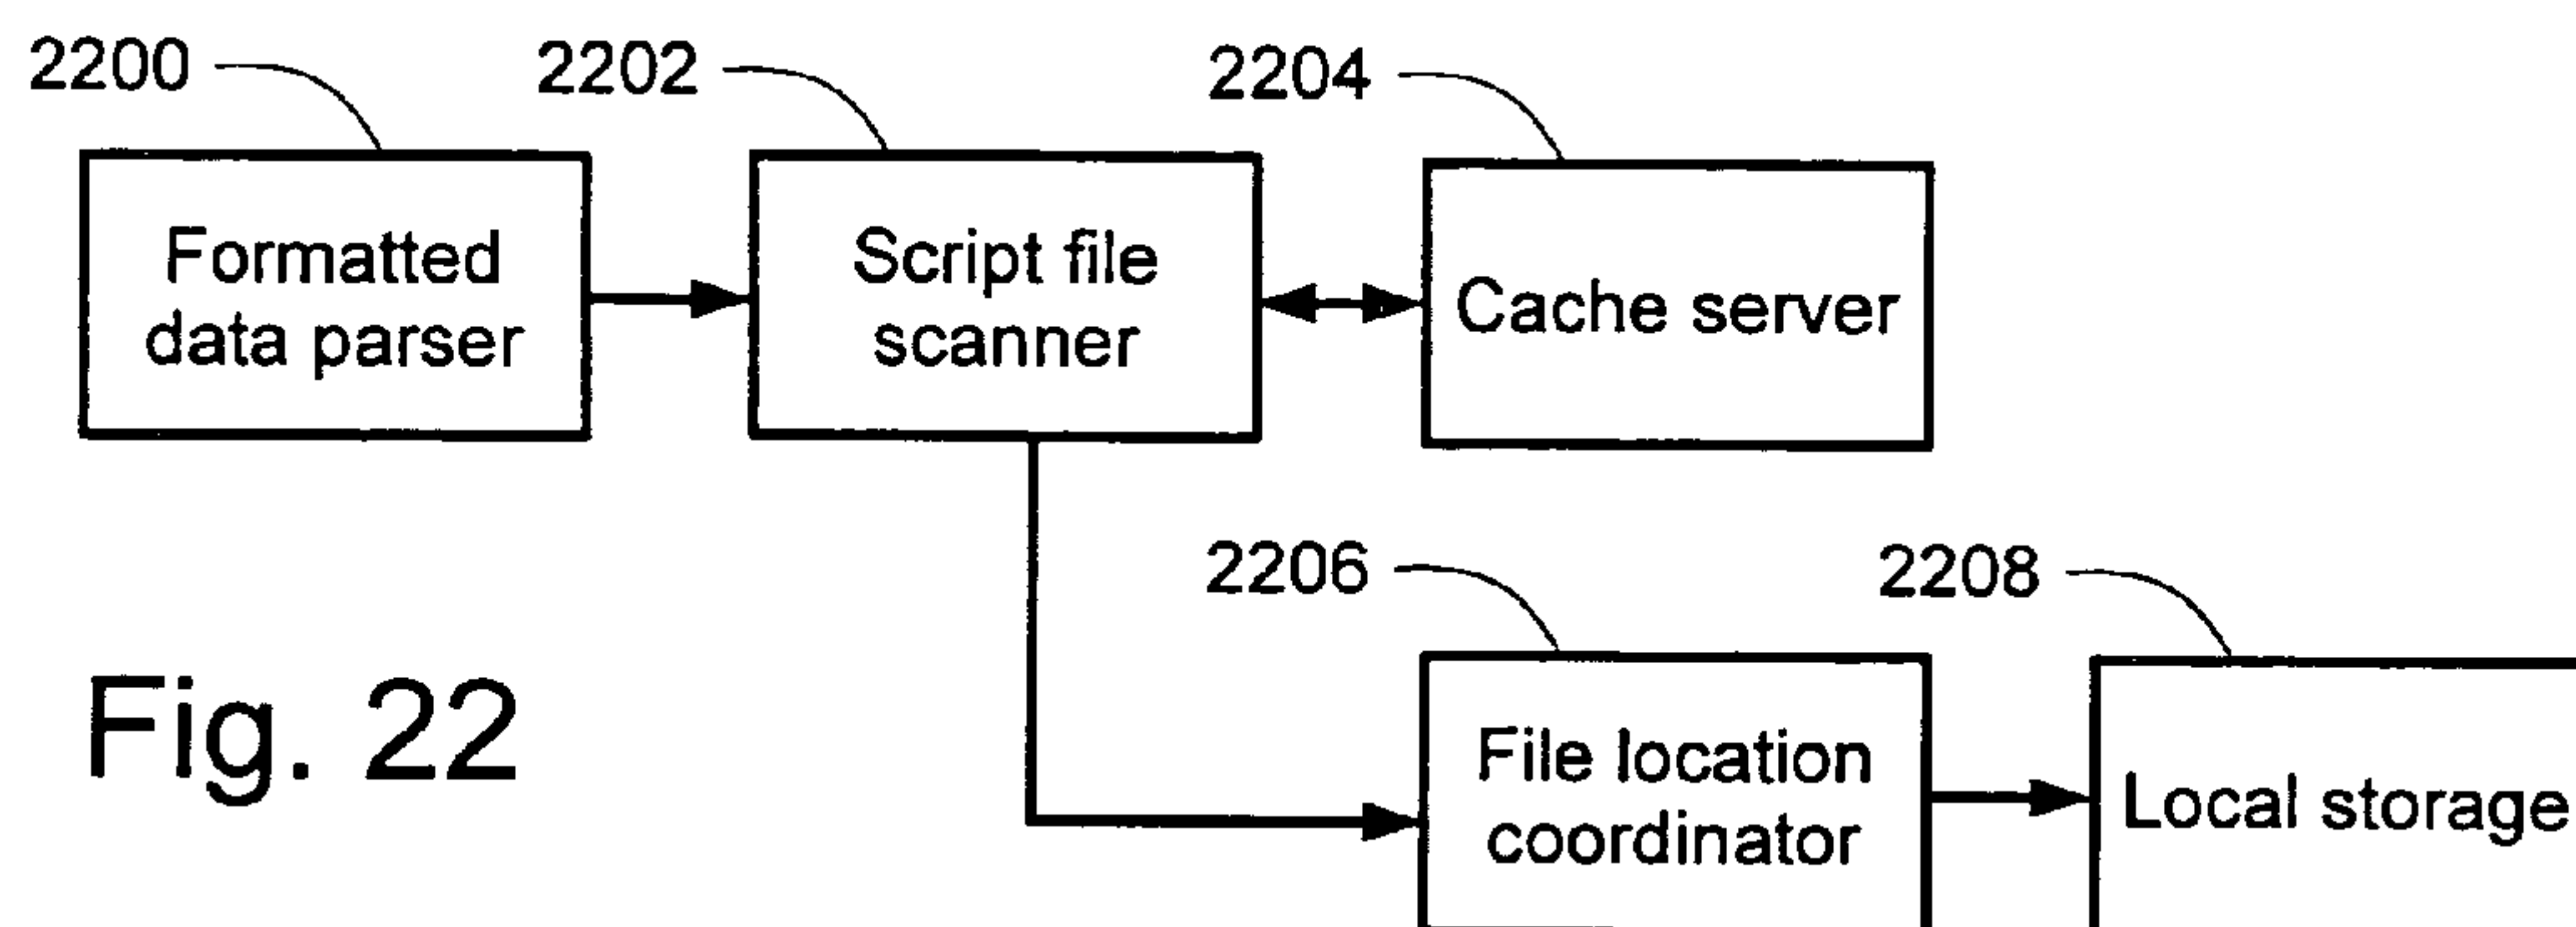 2200
2202
2204
Formatted
data parser
Script file
scanner
Cache server
2206
2208
Fig. 22
File location
coordinator
Local storage